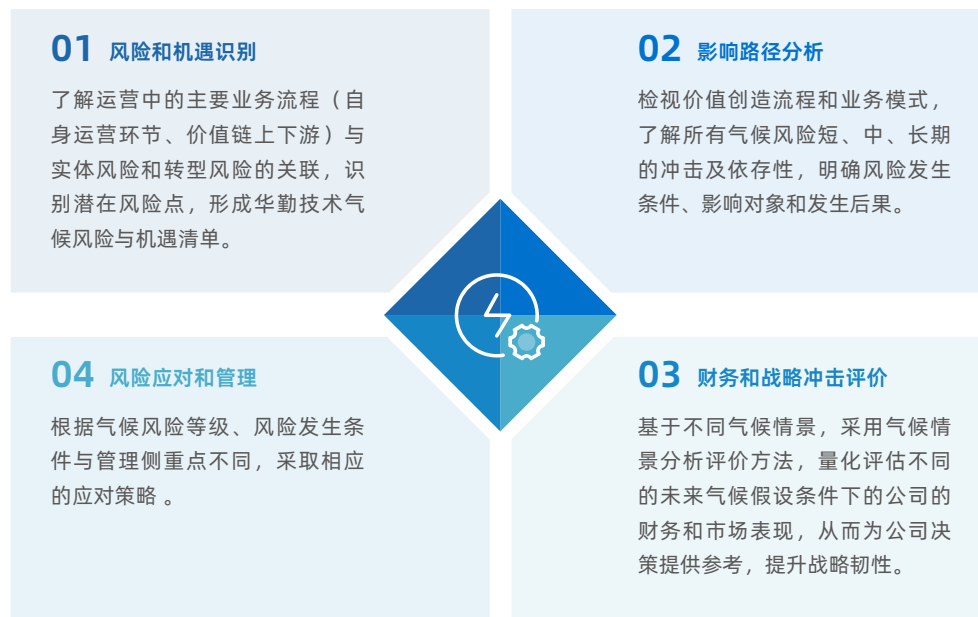 01 风险和机遇识别
了解运营中的主要业务流程（自
身运营环节、价值链上下游）与
实体风险和转型风险的关联，识
别潜在风险点，形成华勤技术气
候风险与机遇清单。
02 影响路径分析
检视价值创造流程和业务模式，
了解所有气候风险短、中、长期
的冲击及依存性，明确风险发生
条件、影响对象和发生后果。
03 财务和战略冲击评价
基于不同气候情景，采用气候情
景分析评价方法，量化评估不同
的未来气候假设条件下的公司的
财务和市场表现，从而为公司决
策提供参考，提升战略韧性。
04 风险应对和管理
根据气候风险等级、风险发生条
件与管理侧重点不同，采取相应
的应对策略 。